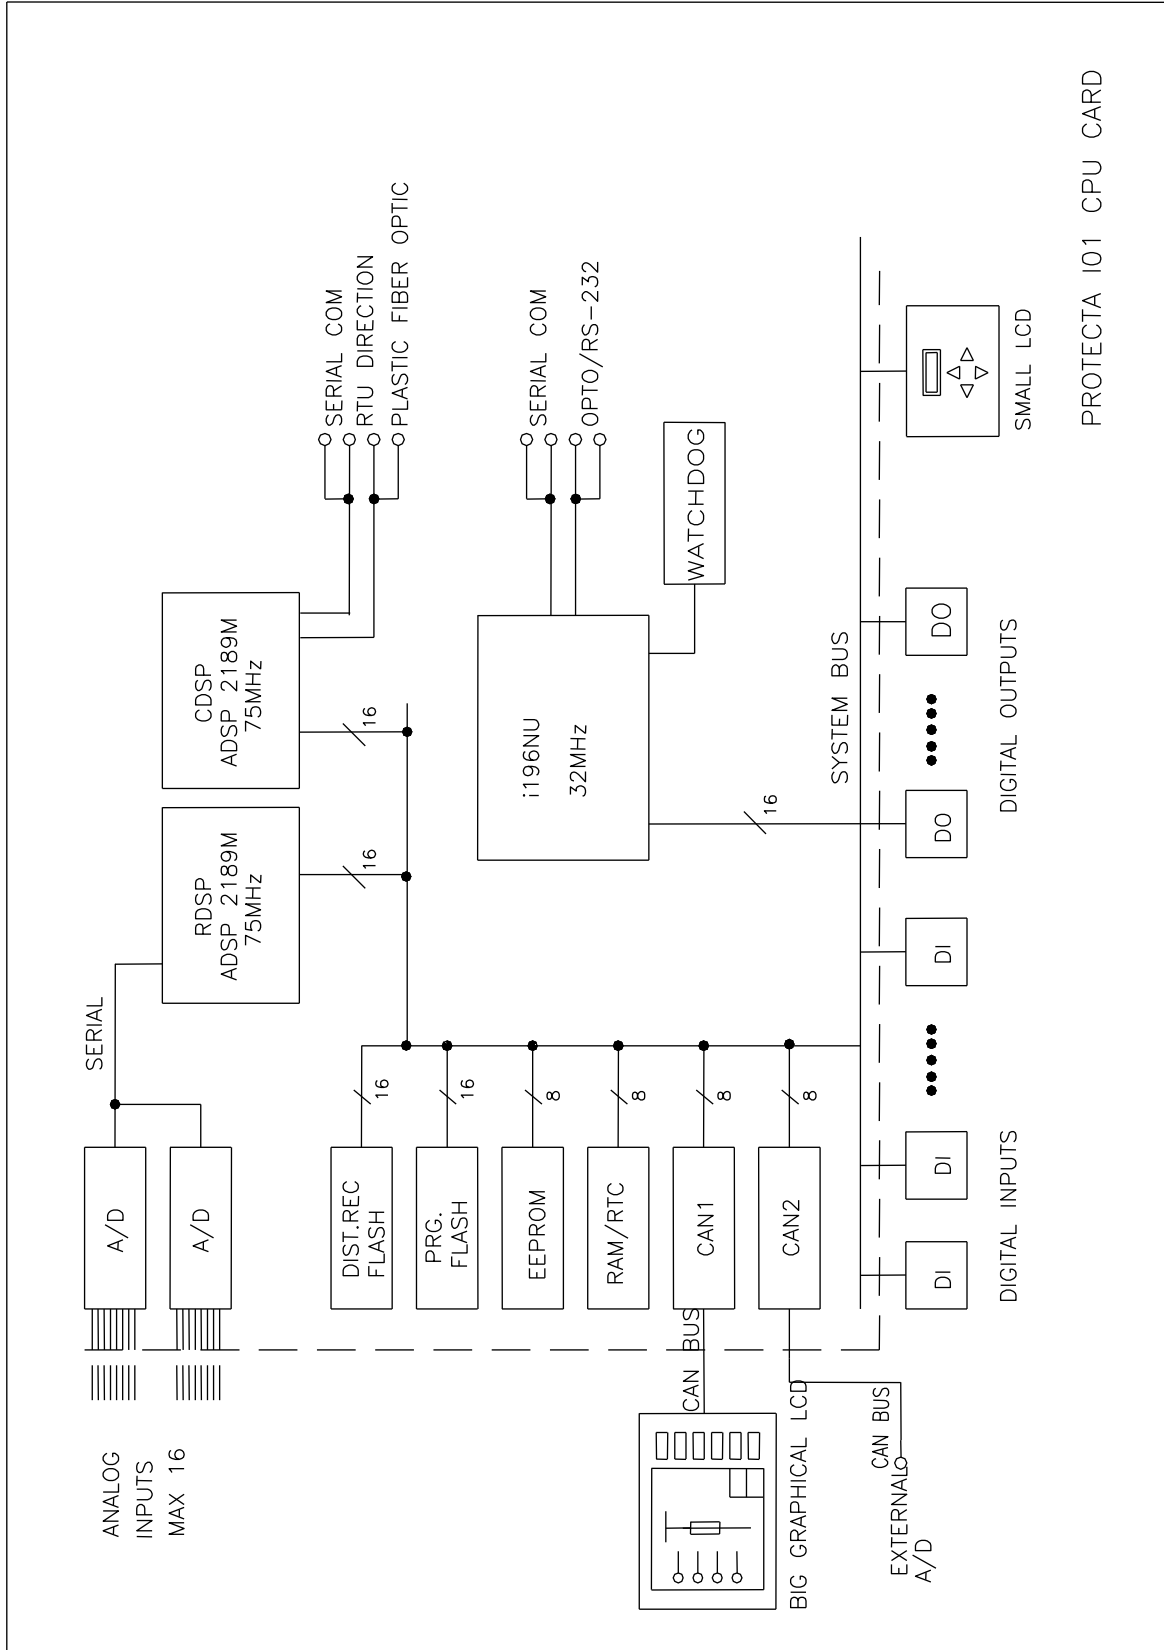 ANALOG
INPUTS
MAX 16
A/D
A/D
SERIAL
RDSP
ADSP 2189M
75MHz
16
CDSP
ADSP 2189M
75MHz
16
SERIAL COM
RTU DIRECTION
PLASTIC FIBER OPTIC
DIST.REC
FLASH
16
PRG.
FLASH
16
EEPROM
8
RAM/RTC
8
CAN1
8
CAN2
8
i196NU
32MHz
16
SERIAL COM
OPTO/RS-232
WATCHDOG
CAN BUS
BIG GRAPHICAL LCD
CAN BUS
EXTERNAL
A/D
SYSTEM BUS
DI
DI
DI
DO
DO
DIGITAL INPUTS
DIGITAL OUTPUTS
SMALL LCD
PROTECTA I01 CPU CARD